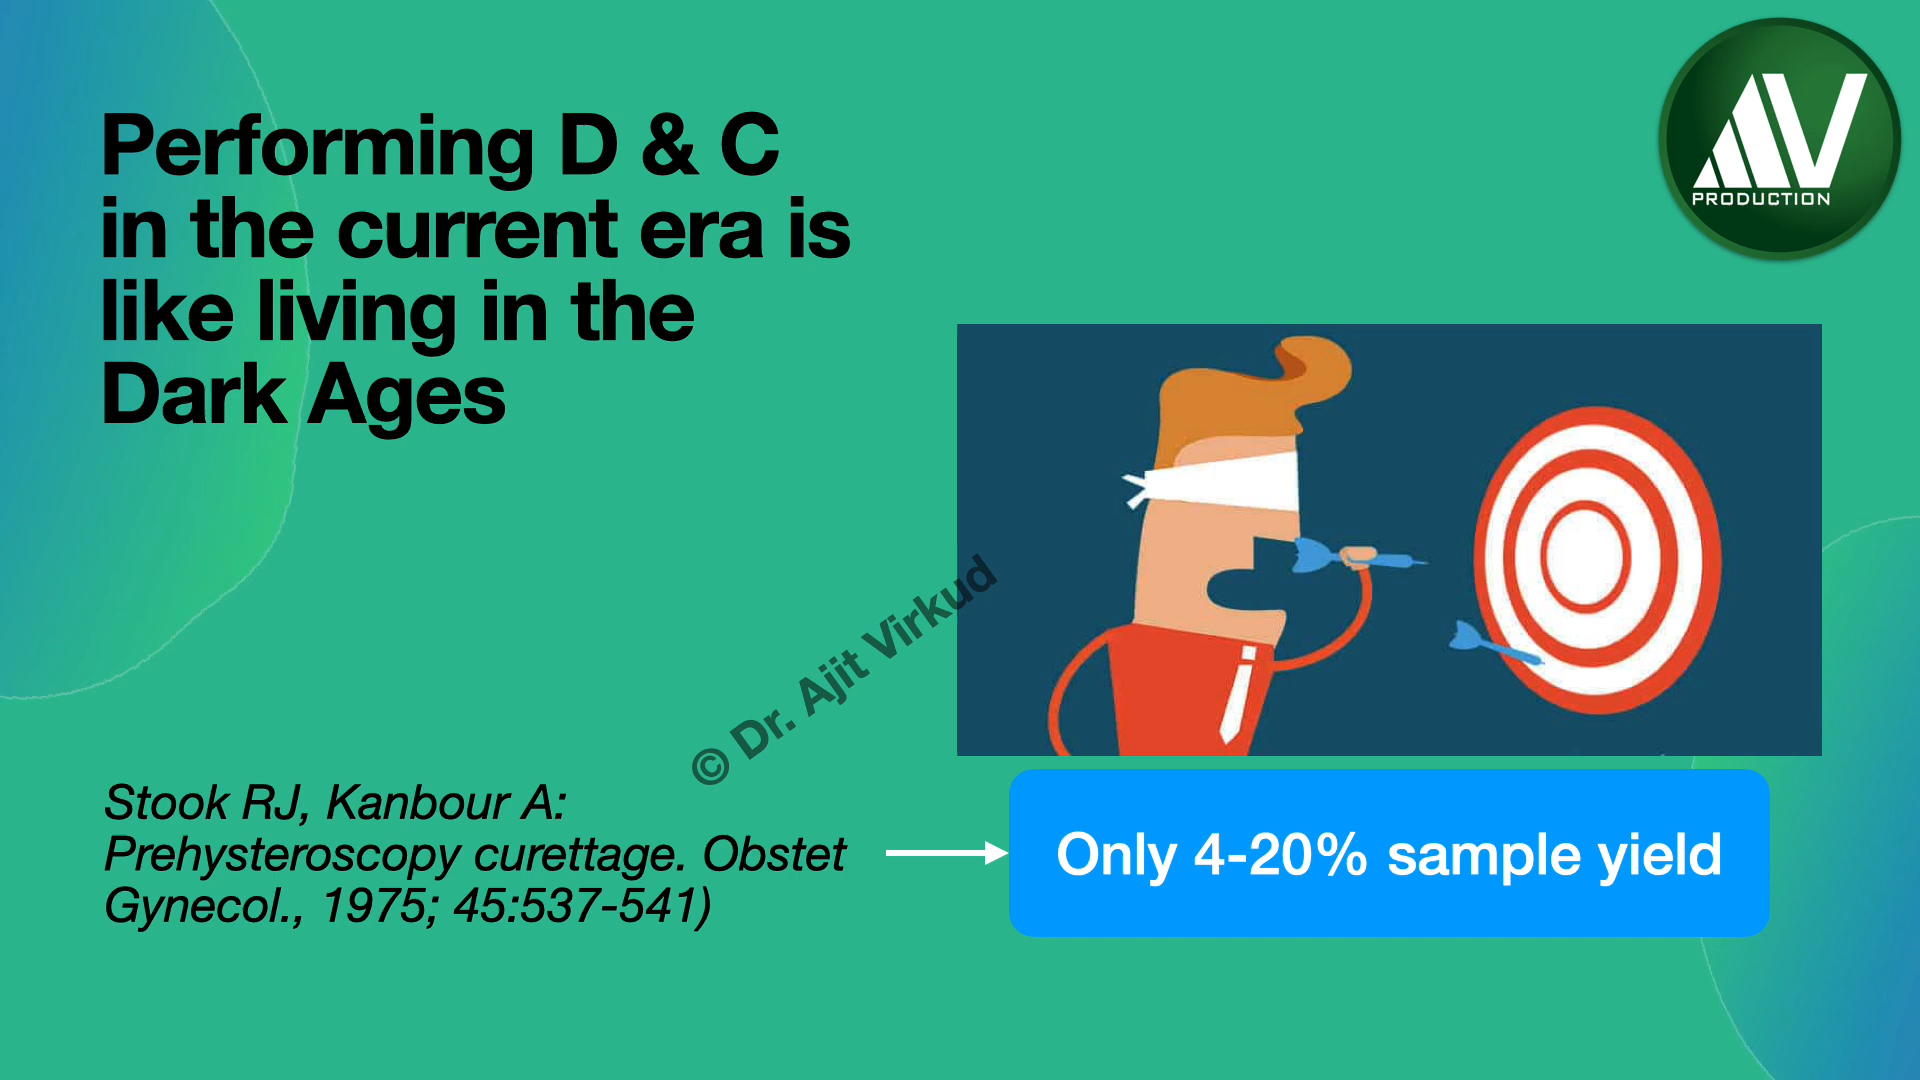 Performing D & C
in the current era is
like living in the
Dark Ages
PRODUCTION
© Dr. Ajit Virkud
Stook RJ, Kanbour A:
Prehysteroscopy curettage. Obstet
Gynecol., 1975; 45:537-541)
Only 4-20% sample yield